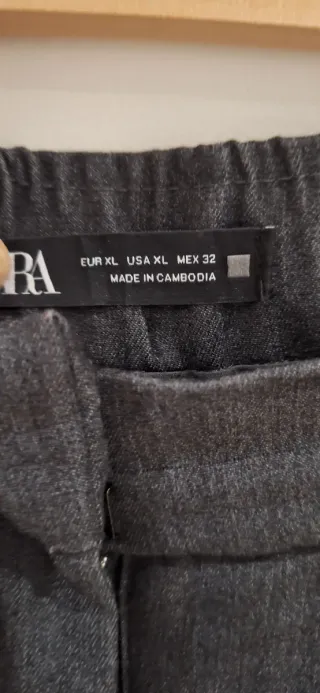 RA
EUR XL USA XL MEX 32
MADE IN CAMBODIA